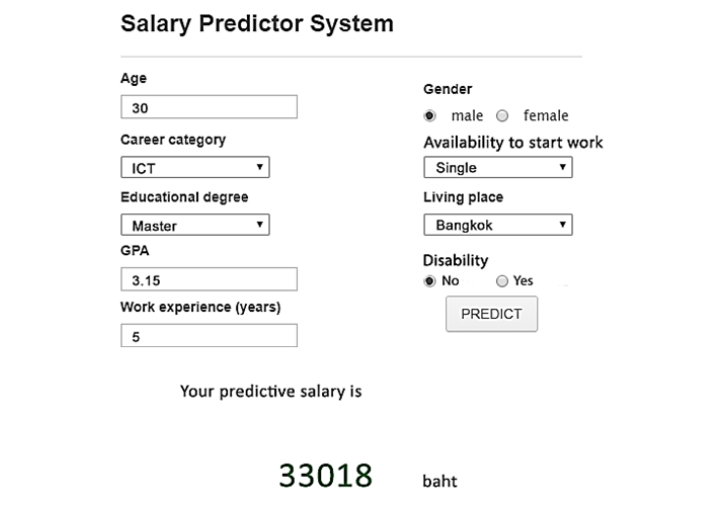 Salary Predictor System
Age
30
Career category
ICT
Educational degree
Master
GPA
3.15
Work experience (years)
5
Gender
male female
Availability to start work
Single
Living place
Bangkok
Disability
No Yes
PREDICT
Your predictive salary is
33018 baht